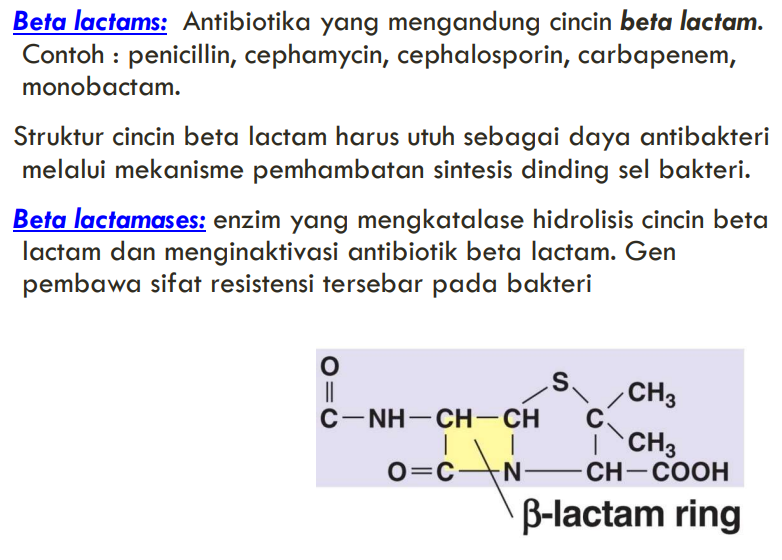 Beta lactams: Antibiotika yang mengandung cincin beta lactam.
Contoh : penicillin, cephamycin, cephalosporin, carbapenem,
monobactam.
Struktur cincin beta lactam harus utuh sebagai daya antibakteri
melalui mekanisme pemhambatan sintesis dinding sel bakteri.
Beta lactamases: enzim yang mengkatalase hidrolisis cincin beta
lactam dan menginaktivasi antibiotik beta lactam. Gen
pembawa sifat resistensi tersebar pada bakteri
O
S
CH₃
C—NH—CH—CH
C
CH₃
O=C
N
CH—COOH
β-lactam ring